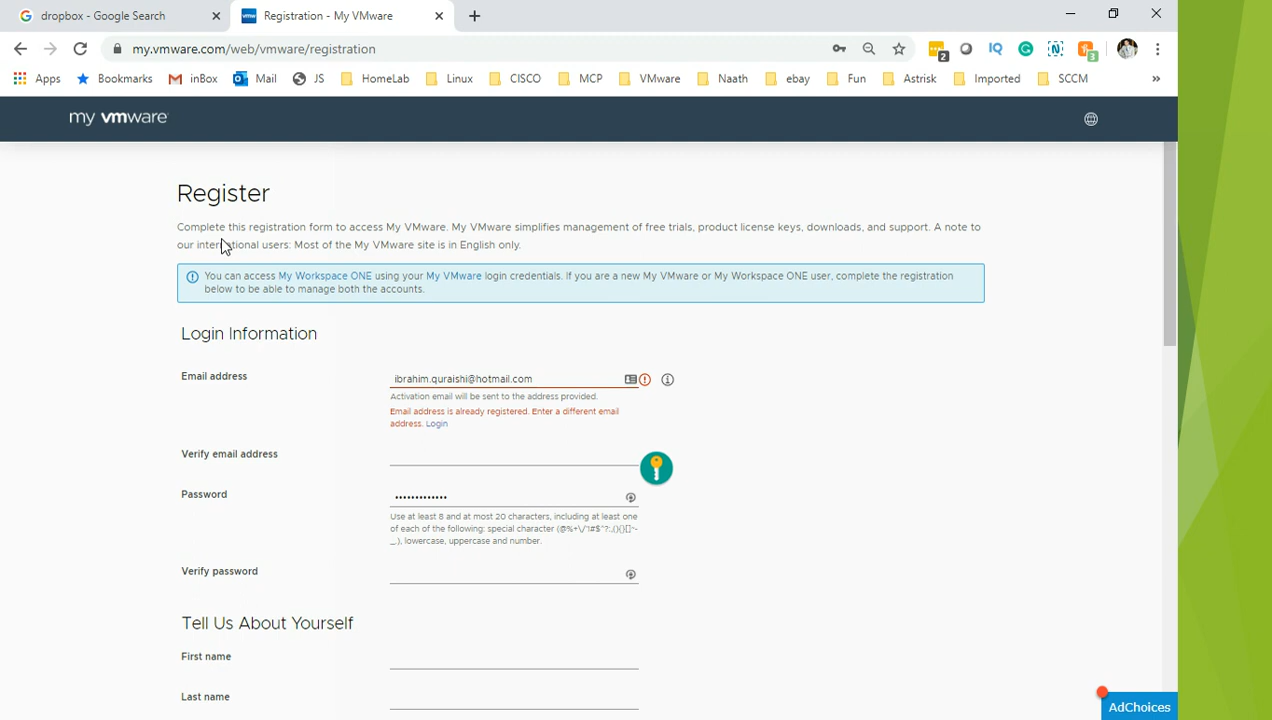 dropbox - Google Search
Registration - My VMware
my.vmware.com/web/vmware/registration
2
IQ
N
3
Apps
Bookmarks
inBox
Mail
JS
HomeLab
Linux
CISCO
MCP
VMware
Naath
ebay
Fun
Astrisk
Imported
SCCM
»
my vmware
Register
Complete this registration form to access My VMware. My VMware simplifies management of free trials, product license keys, downloads, and support. A note to
our international users: Most of the My VMware site is in English only.
You can access My Workspace ONE using your My VMware login credentials. If you are a new My VMware or My Workspace ONE user, complete the registration
below to be able to manage both the accounts.
Login Information
Email address
ibrahim.quraishi@hotmail.com
Activation email will be sent to the address provided.
Email address is already registered. Enter a different email
address. Login
Verify email address
Password
•••••••••••••
Use at least 8 and at most 20 characters, including at least one
of each of the following: special character
lowercase, uppercase and number.
Verify password
Tell Us About Yourself
First name
Last name
AdChoices